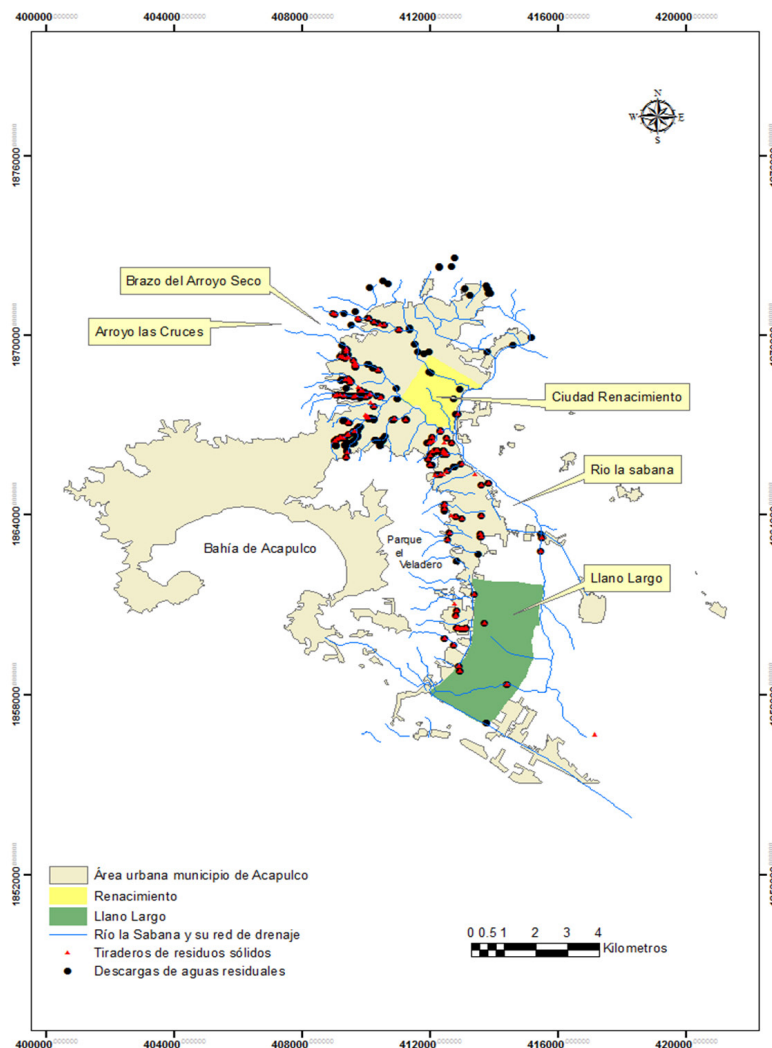 400000 404000 408000 412000 416000 420000
N
W E
S
1876000
Brazo del Arroyo Seco
Arroyo las Cruces
1870000
Ciudad Renacimiento
Rio la sabana
1864000
Bahía de Acapulco
Parque
el
Veladero
Llano Largo
1858000
Área urbana municipio de Acapulco
Renacimiento
Llano Largo
Río la Sabana y su red de drenaje
Tiraderos de residuos sólidos
Descargas de aguas residuales
0 0.5 1 2 3 4
Kilometros
1852000
400000 404000 408000 412000 416000 420000